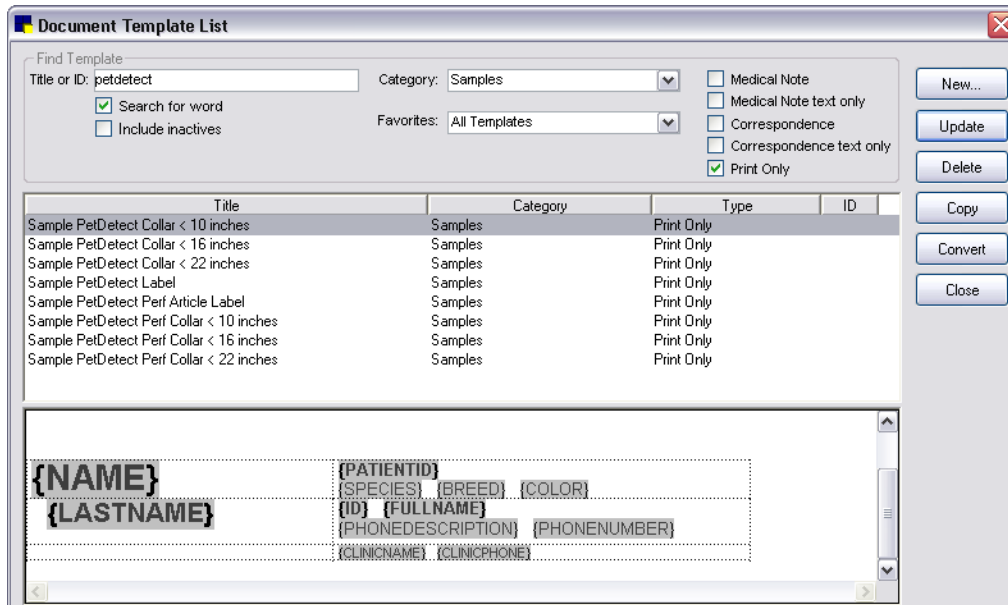 Document Template List
Find Template
Title or ID: petdetect
Category: Samples
Medical Note
New...
Search for word
Medical Note text only
Include inactives
Favorites: All Templates
Correspondence
Update
Correspondence text only
Print Only
Delete
Title Category Type ID
Copy
Sample PetDetect Collar < 10 inches Samples Print Only
Sample PetDetect Collar < 16 inches Samples Print Only
Convert
Sample PetDetect Collar < 22 inches Samples Print Only
Sample PetDetect Label Samples Print Only
Close
Sample PetDetect Perf Article Label Samples Print Only
Sample PetDetect Perf Collar < 10 inches Samples Print Only
Sample PetDetect Perf Collar < 16 inches Samples Print Only
Sample PetDetect Perf Collar < 22 inches Samples Print Only
{NAME}
{PATIENTID}
{SPECIES} {BREED} {COLOR}
{LASTNAME}
{ID} {FULLNAME}
{PHONEDESCRIPTION} {PHONENUMBER}
{CLINICNAME} {CLINICPHONE}